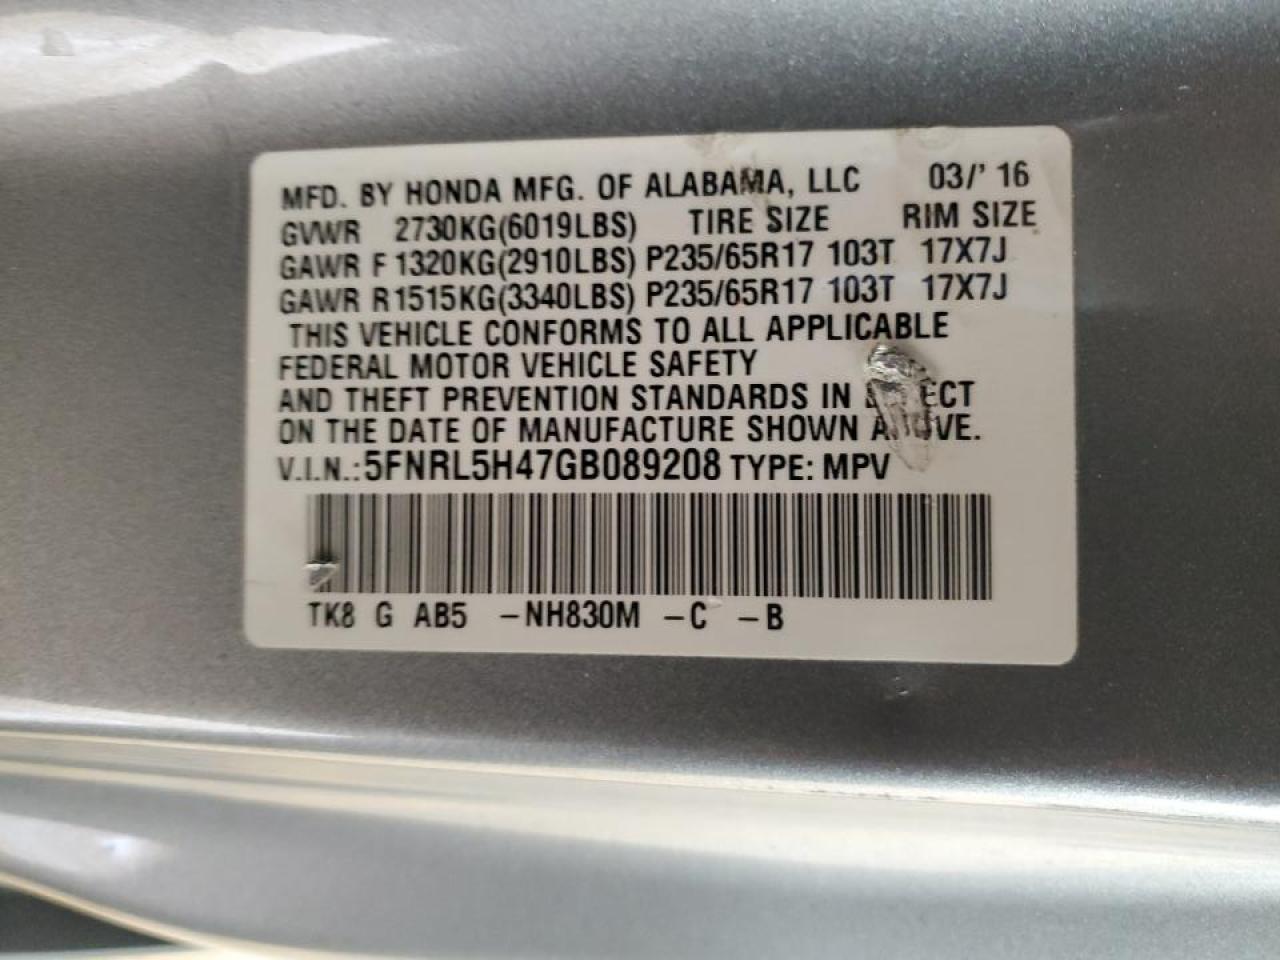 MFD. BY HONDA MFG. OF ALABAMA, LLC 03/' 16
GVWR 2730KG(6019LBS) TIRE SIZE RIM SIZE
GAWR F 1320KG(2910LBS) P235/65R17 103T 17X7J
GAWR R1515KG(3340LBS) P235/65R17 103T 17X7J
THIS VEHICLE CONFORMS TO ALL APPLICABLE
FEDERAL MOTOR VEHICLE SAFETY
AND THEFT PREVENTION STANDARDS IN EFFECT
ON THE DATE OF MANUFACTURE SHOWN ABOVE.
V.I.N.: 5FNRL5H47GB089208 TYPE: MPV
TK8 G AB5 -NH830M -C -B